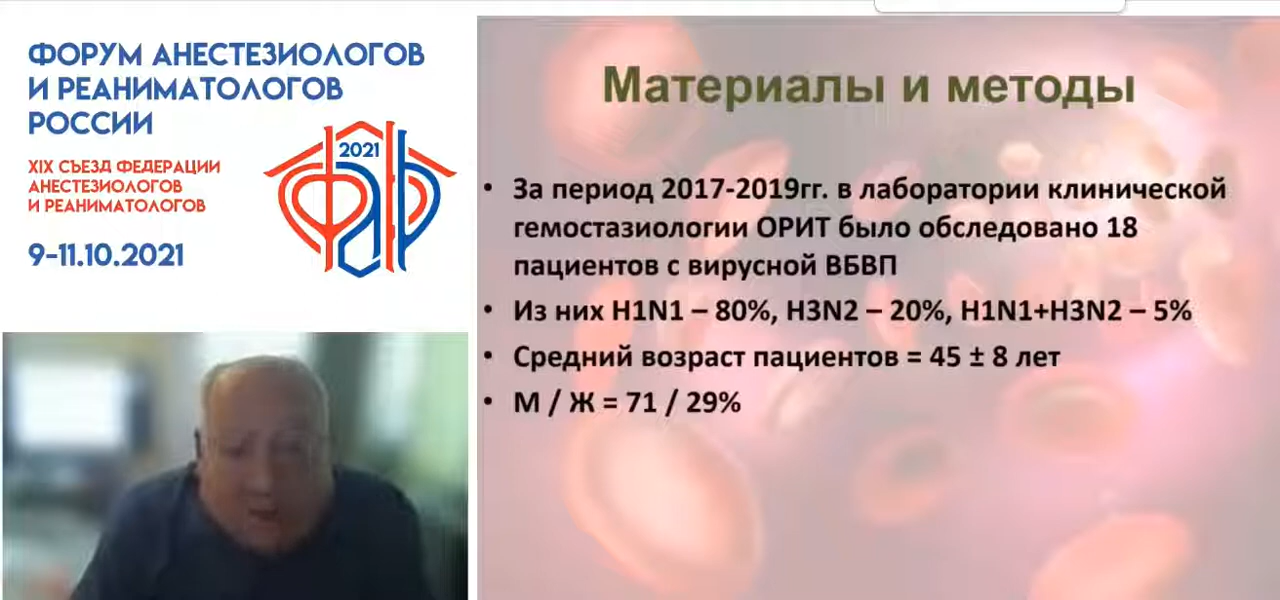 ФОРУМ АНЕСТЕЗИОЛОГОВ
И РЕАНИМАТОЛОГОВ
РОССИИ
XIX СЪЕЗД ФЕДЕРАЦИИ
АНЕСТЕЗИОЛОГОВ
И РЕАНИМАТОЛОГОВ
9-11.10.2021
2021
ФАР
Материалы и методы
• За период 2017-2019гг. в лаборатории клинической
гемостазиологии ОРИТ было обследовано 18
пациентов с вирусной ВБВП
• Из них H1N1 – 80%, H3N2 – 20%, H1N1+H3N2 – 5%
• Средний возраст пациентов = 45 ± 8 лет
• М / Ж = 71 / 29%